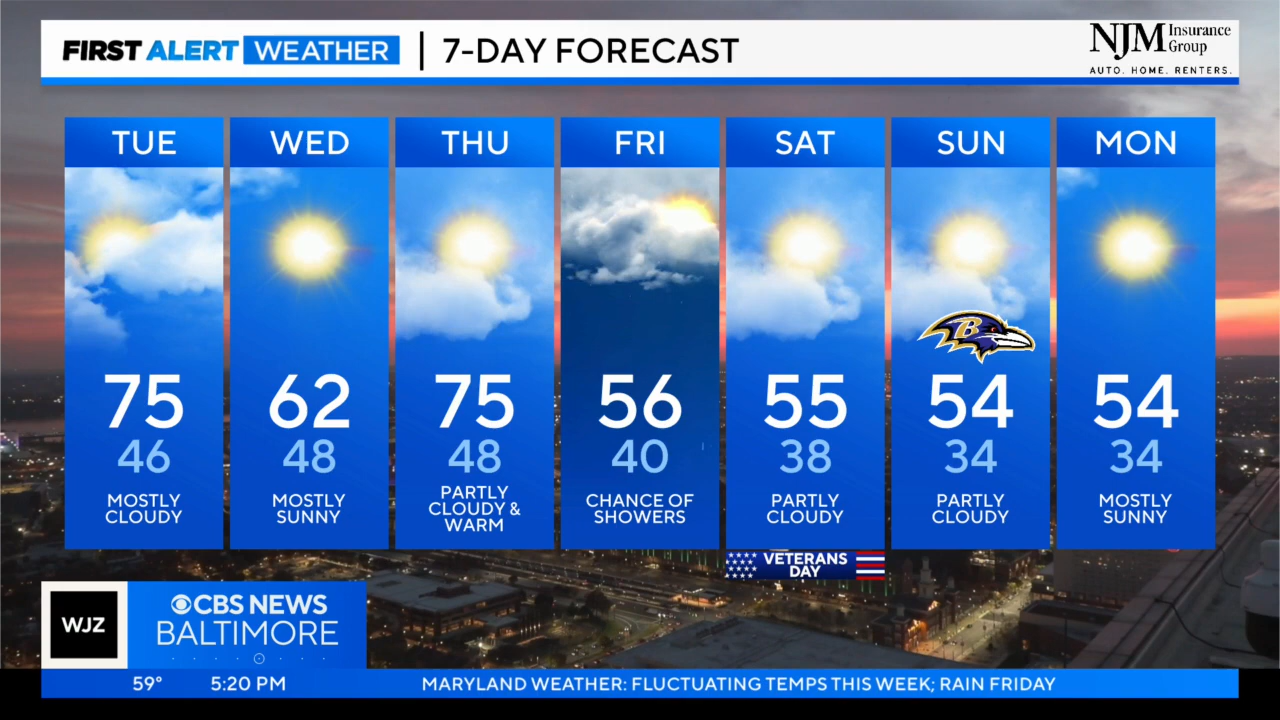 FIRST ALERT WEATHER | 7-DAY FORECAST
NJM Insurance Group
AUTO. HOME. RENTERS.
TUE
75
46
MOSTLY
CLOUDY
WED
62
48
MOSTLY
SUNNY
THU
75
48
PARTLY
CLOUDY &
WARM
FRI
56
40
CHANCE OF
SHOWERS
SAT
55
38
PARTLY
CLOUDY
VETERANS
DAY
SUN
B
54
34
PARTLY
CLOUDY
MON
54
34
MOSTLY
SUNNY
WJZ
CBS NEWS
BALTIMORE
59° 5:20 PM MARYLAND WEATHER: FLUCTUATING TEMPS THIS WEEK; RAIN FRIDAY